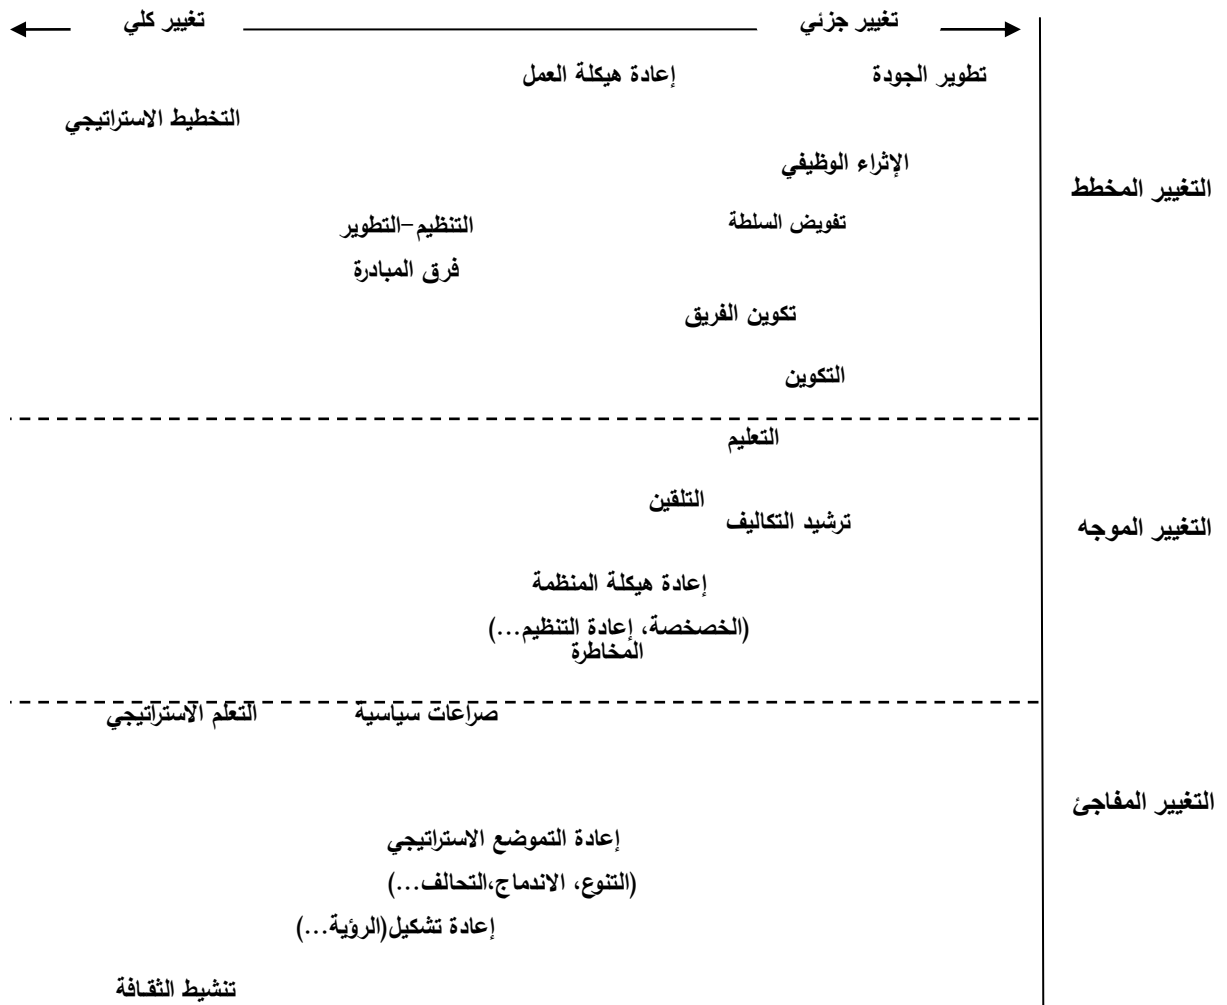 تغيير جزئي
تغيير كلي
تطوير الجودة
إعادة هيكلة العمل
التخطيط الاستراتيجي
الإثراء الوظيفي
التغيير المخطط
تفويض السلطة
التنظيم-التطوير
فرق المبادرة
تكوين الفريق
التكوين
التعليم
التلقين
ترشيد التكاليف
التغيير الموجه
إعادة هيكلة المنظمة
(الخصخصة، إعادة التنظيم...)
المخاطرة
صراعات سياسية
التعلم الاستراتيجي
التغيير المفاجئ
إعادة التموضع الاستراتيجي
(التنوع، الاندماج،التحالف...)
إعادة تشكيل(الرؤية...)
تنشيط الثقافة